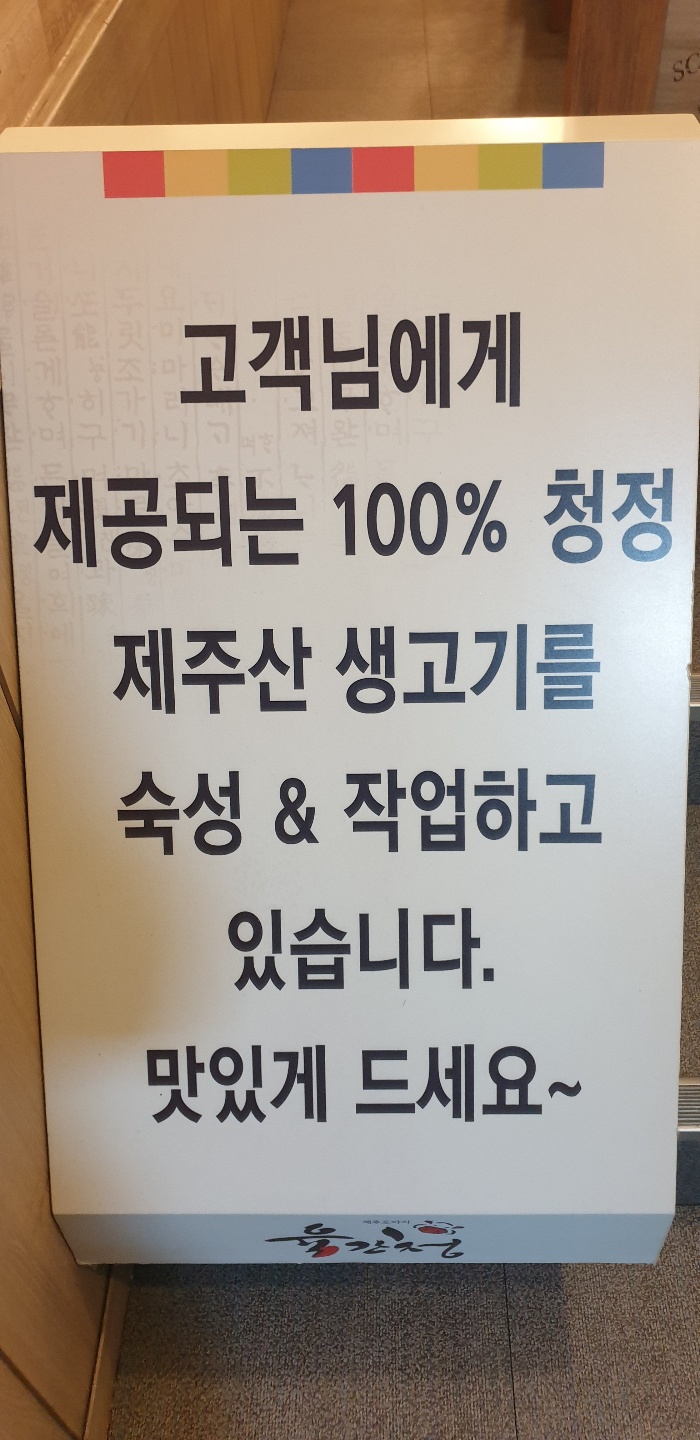 고객님에게
제공되는 100% 청정
제주산 생고기를
숙성 & 작업하고
있습니다.
맛있게 드세요~